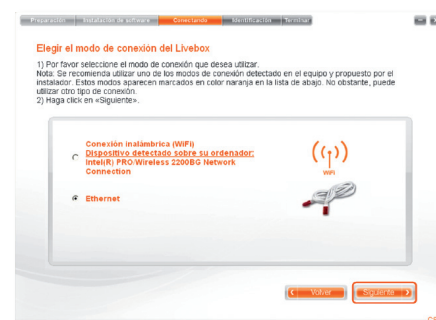 Preparación Instalación de software Conectando Identificación Terminar
Elegir el modo de conexión del Livebox
1) Por favor seleccione el modo de conexión que desea utilizar.
Nota: Se recomienda utilizar uno de los modos de conexión detectado en el equipo y propuesto por el
instalador. Estos modos aparecen marcados en color naranja en la lista de abajo. No obstante, puede
utilizar otro tipo de conexión.
2) Haga click en «Siguiente».
Conexión inalámbrica (WiFi)
Dispositivo detectado sobre su ordenador:
Intel(R) PRO/Wireless 2200BG Network
Connection
WiFi
Ethernet
Volver Siguiente